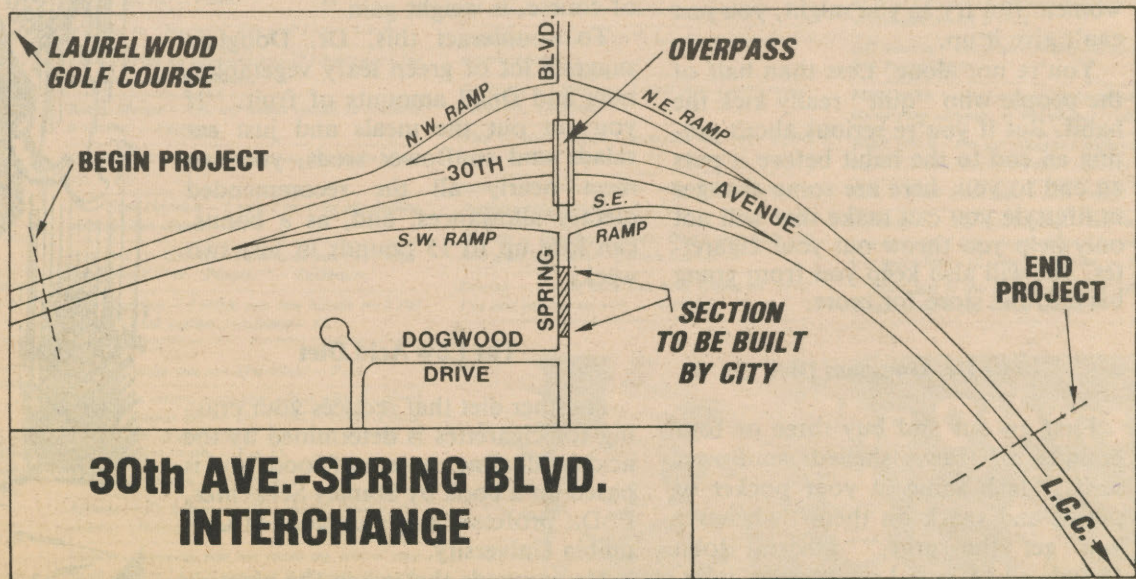 LAURELWOOD
GOLF COURSE
BLVD.
OVERPASS
N.W. RAMP
N.E. RAMP
BEGIN PROJECT
30TH
AVENUE
S.E.
RAMP
S.W. RAMP
SPRING
END
PROJECT
SECTION
TO BE BUILT
BY CITY
DOGWOOD
DRIVE
L.C.C.
30th AVE.-SPRING BLVD.
INTERCHANGE